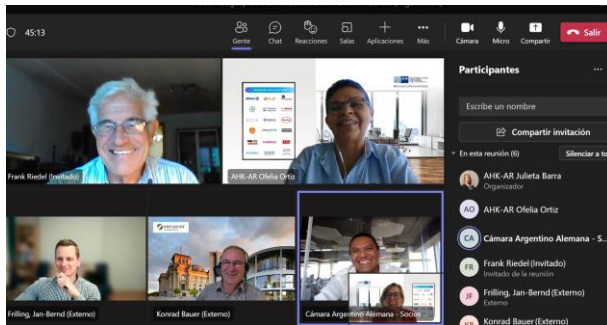 45:13
Gente
Chat
Reacciones
Salas
Aplicaciones
Más
Cámara
Micro
Compartir
Salir
Frank Riedel (Invitado)
AHK-AR Ofelia Ortiz
Frilling, Jan-Bernd (Externo)
Konrad Bauer (Externo)
Cámara Argentino Alemana - Socios
Participantes
Escribe un nombre
Compartir invitación
En esta reunión (6)
Silenciar a to
AHK-AR Julieta Barra
Organizador
AO
AHK-AR Ofelia Ortiz
CA
Cámara Argentino Alemana - S...
FR
Frank Riedel (Invitado)
Invitado de la reunión
JF
Frilling, Jan-Bernd (Externo)
Externo
KB
Konrad Bauer (Externo)